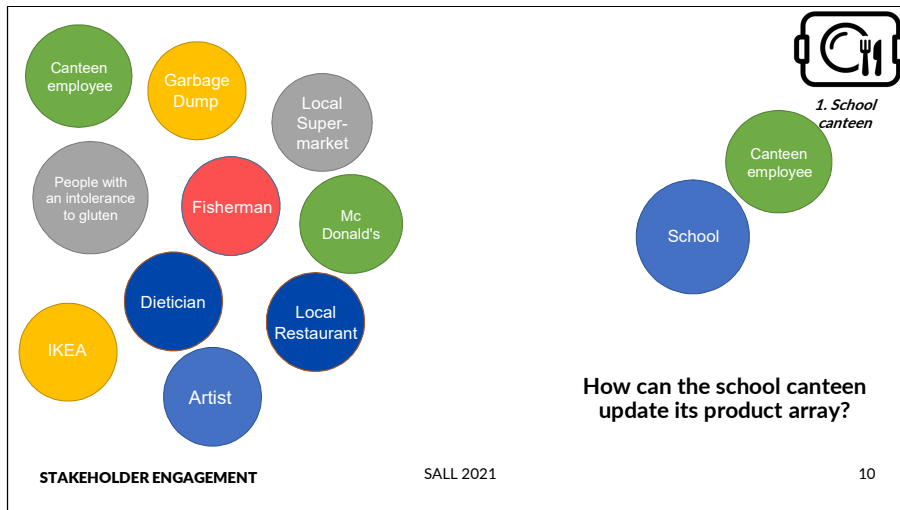 Canteen
employee
Garbage
Dump
Local
Super-
market
People with
an intolerance
to gluten
Fisherman
Mc
Donald's
Dietician
Local
Restaurant
IKEA
Artist
1. School
canteen
Canteen
employee
School
How can the school canteen
update its product array?
STAKEHOLDER ENGAGEMENT
SALL 2021
10